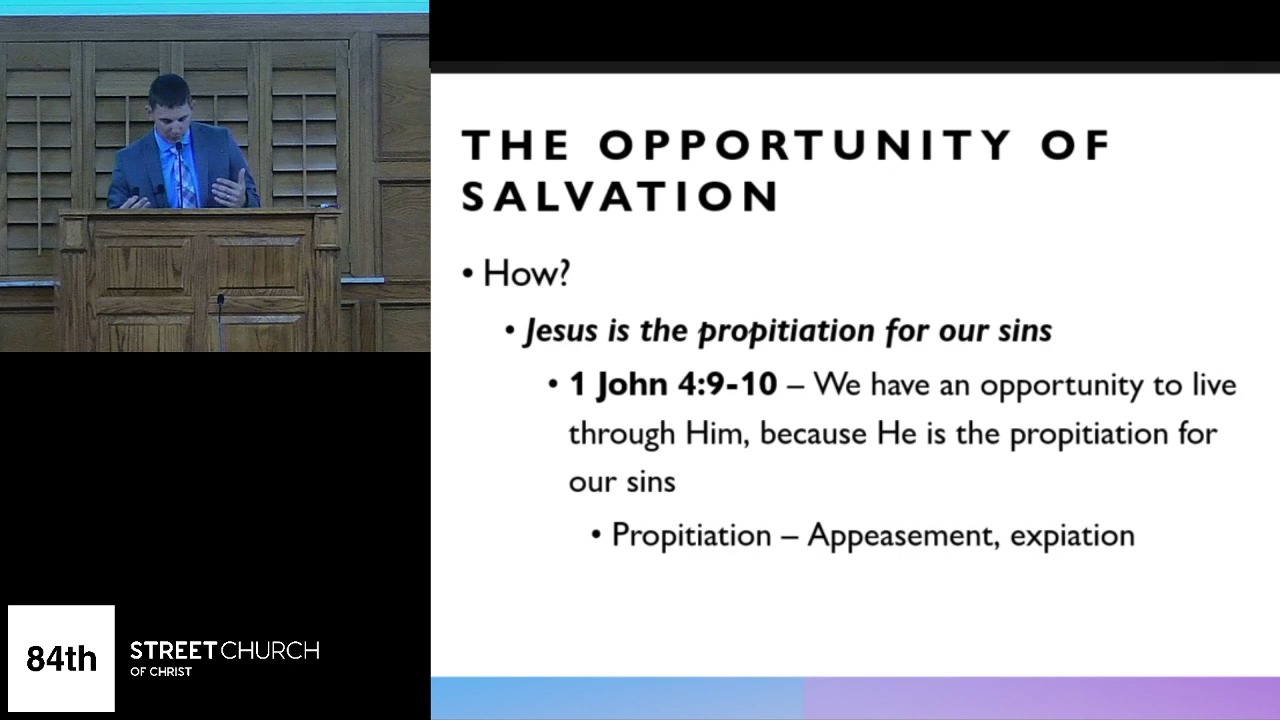 THE OPPORTUNITY OF
SALVATION
• How?
• Jesus is the propitiation for our sins
• 1 John 4:9-10 – We have an opportunity to live
through Him, because He is the propitiation for
our sins
• Propitiation – Appeasement, expiation
84th
STREET CHURCH
OF CHRIST